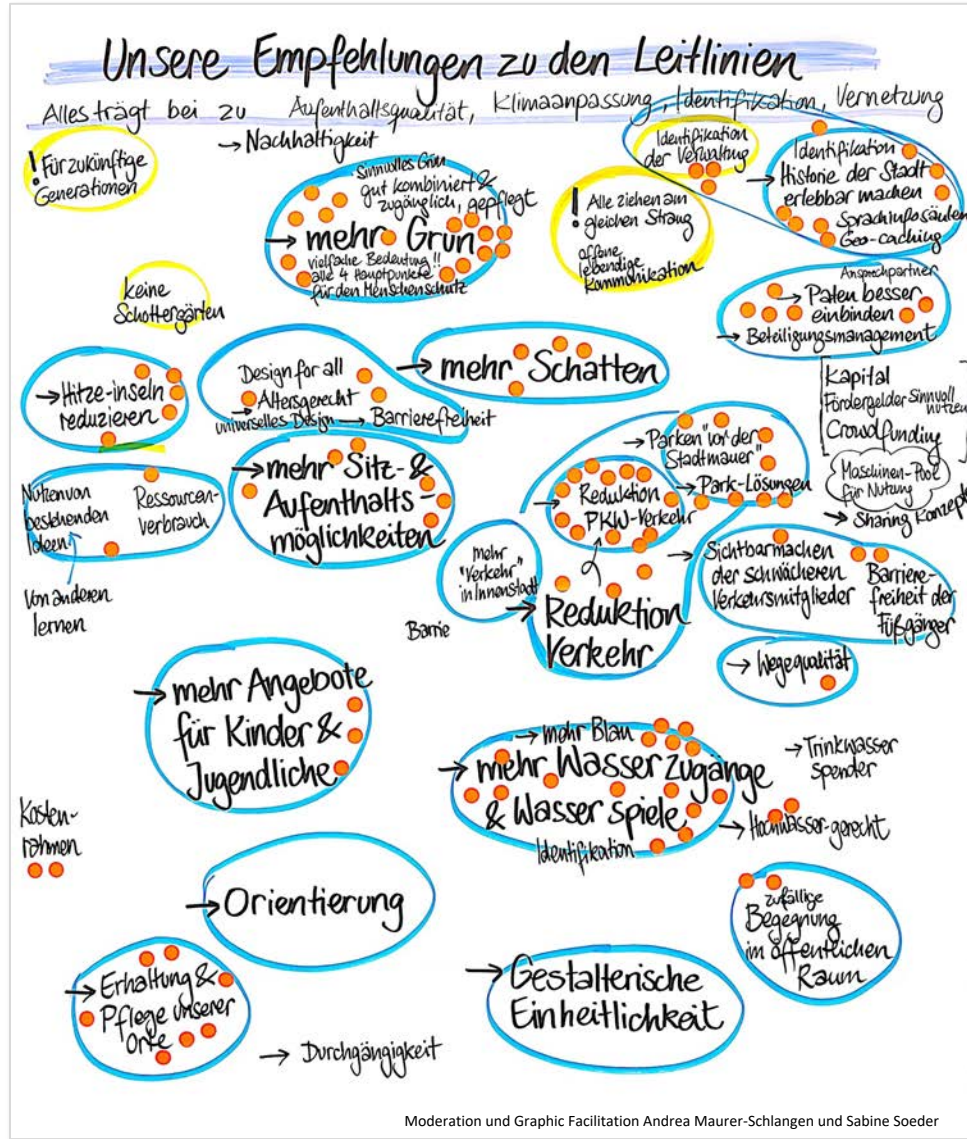 Unsere Empfehlungen zu den Leitlinien
Alles trägt bei zu Aufenthaltsqualität, Klimaanpassung, Identifikation, Vernetzung
→ Nachhaltigkeit
! Für zukünftige
Generationen
Sinnvolles Grün
gut kombiniert &
zugänglich, gepflegt
→ mehr Grün
vielfache Bedeutung!!
alle 4 Hauptpunkte
für den Menschenschutz
Identifikation
der Verwaltung
! Alle ziehen am
gleichen Strang
offene
lebendige
Kommunikation
Identifikation
→ Historie der Stadt
erlebbar machen
Sprachinfosäulen
Geo-caching
keine
Schottergärten
Ansprechpartner
→ Paten besser
einbinden
→ Beteiligungsmanagement
→ Hitze-inseln
reduzieren
Design for all
→ Altersgerecht
universelles Design → Barrierefreiheit
→ mehr Schatten
Kapital
Fördergelder sinnvoll
nutzen
Crowdfunding
Maschinen-Pool
für Nutzung
→ Sharing Konzepte
Nutzen von
bestehenden
Ideen
Ressourcen-
verbrauch
Von anderen
lernen
→ mehr Sitz- &
Aufenthalts-
möglichkeiten
→ Parken "vor der
Stadtmauer"
→ Park-Lösungen
→ Reduktion
PKW-Verkehr
mehr
"Verkehr"
in Innenstadt
Barrie
→ Reduktion
Verkehr
→ Sichtbarmachen
der schwächeren
Verkehrsmitglieder
Barriere-
freiheit der
Fußgänger
→ Wegequalität
→ mehr Angebote
für Kinder &
Jugendliche
→ mehr Blau
→ mehr Wasserzugänge
& Wasserspiele
Identifikation
→ Trinkwasser
spender
→ Hochwasser-gerecht
Kosten-
rahmen
→ Orientierung
zufällige
Begegnung
im öffentlichen
Raum
→ Erhaltung &
Pflege unserer
Orte
→ Gestalterische
Einheitlichkeit
→ Durchgängigkeit
Moderation und Graphic Facilitation Andrea Maurer-Schlangen und Sabine Soeder